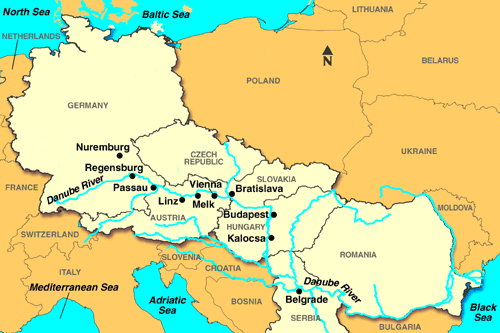 North Sea
Baltic Sea
LITHUANIA
NETHERLANDS
N
BELARUS
POLAND
GERMANY
Nuremburg
CZECH
REPUBLIC
UKRAINE
Regensburg
SLOVAKIA
Danube River
Passau
Vienna
Bratislava
FRANCE
Linz
Melk
MOLDOVA
AUSTRIA
Budapest
HUNGARY
SWITZERLAND
Kalocsa
SLOVENIA
ROMANIA
CROATIA
ITALY
Danube River
Mediterranean Sea
Adriatic
Sea
BOSNIA
Belgrade
Black
Sea
SERBIA
BULGARIA